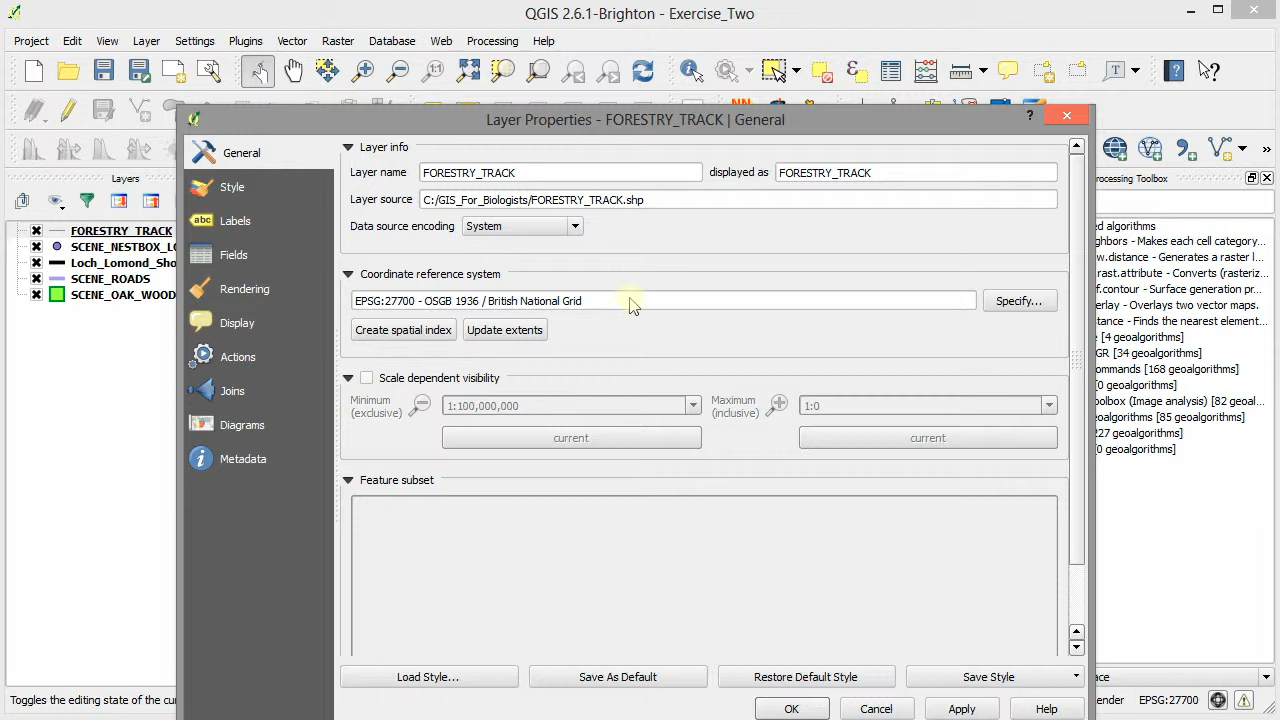 QGIS 2.6.1-Brighton - Exercise_Two
Project Edit View Layer Settings Plugins Vector Raster Database Web Processing Help
Layer Properties - FORESTRY_TRACK | General
Layers
FORESTRY_TRACK
SCENE_NESTBOX_LO
Loch_Lomond_Sho
SCENE_ROADS
SCENE_OAK_WOOD
General
Style
Labels
Fields
Rendering
Display
Actions
Joins
Diagrams
Metadata
Layer info
Layer name FORESTRY_TRACK displayed as FORESTRY_TRACK
Layer source C:/GIS_For_Biologists/FORESTRY_TRACK.shp
Data source encoding System
Coordinate reference system
EPSG:27700 - OSGB 1936 / British National Grid Specify...
Create spatial index Update extents
Scale dependent visibility
Minimum (exclusive) 1:100,000,000 Maximum (inclusive) 1:0
current current
Feature subset
Load Style... Save As Default Restore Default Style Save Style
OK Cancel Apply Help
rocessing Toolbox
ed algorithms
ghbors - Makes each cell category...
w.distance - Generates a raster l...
rast.attribute - Converts (rasteriz...
f.contour - Surface generation pr...
erlay - Overlays two vector maps.
stance - Finds the nearest element...
e [4 geoalgorithms]
GR [34 geoalgorithms]
ommands [168 geoalgorithms]
[0 geoalgorithms]
oolbox (Image analysis) [82 geoal...
gorithms [85 geoalgorithms]
227 geoalgorithms]
[0 geoalgorithms]
ace
Toggles the editing state of the cur
ender EPSG:27700